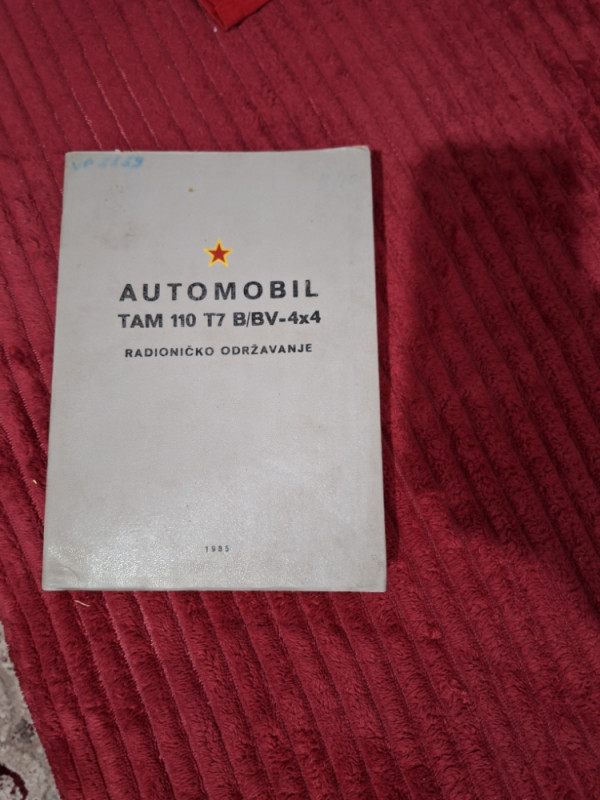 AUTOMOBIL
TAM 110 T7 B/BV-4x4
RADIONIČKO ODRŽAVANJE
1985